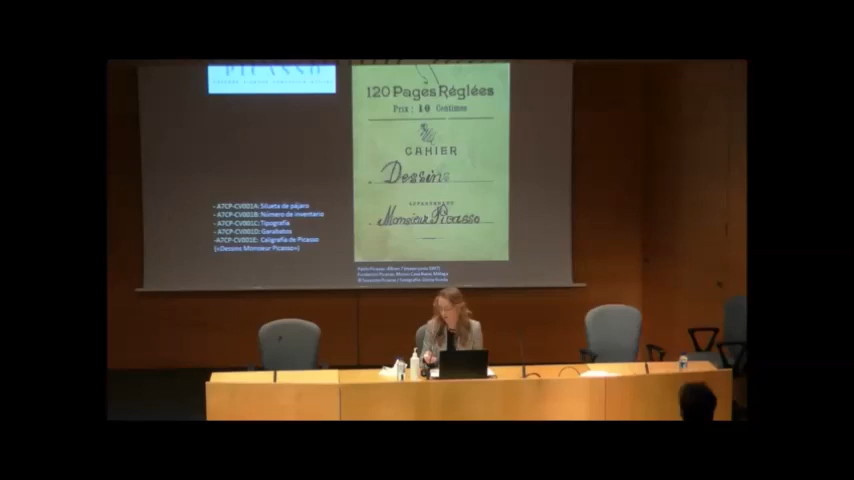 PICASSO
120 Pages Réglées
Prix : 10 Centimes
CAHIER
Dessins
APPARTENANT
Monsieur Picasso
- A7CP-CV001A: Silueta de pájaro
- A7CP-CV001B: Número de inventario
- A7CP-CV001C: Tipografía
- A7CP-CV001D: Garabatos
-A7CP-CV001E: Caligrafía de Picasso
(«Dessins Monsieur Picasso»)